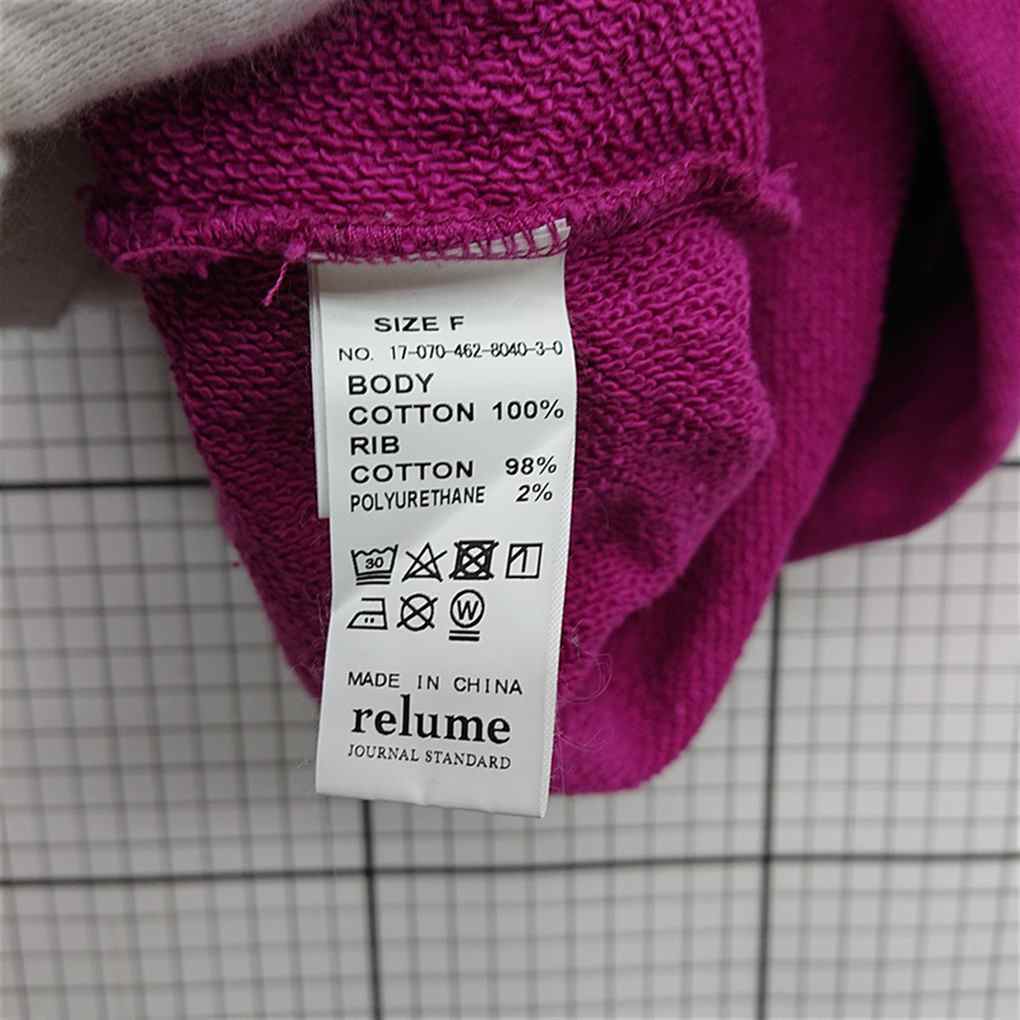 SIZE F
NO. 17-070-462-8040-3-0
BODY
COTTON 100%
RIB
COTTON 98%
POLYURETHANE 2%
30
W
MADE IN CHINA
relume
JOURNAL STANDARD